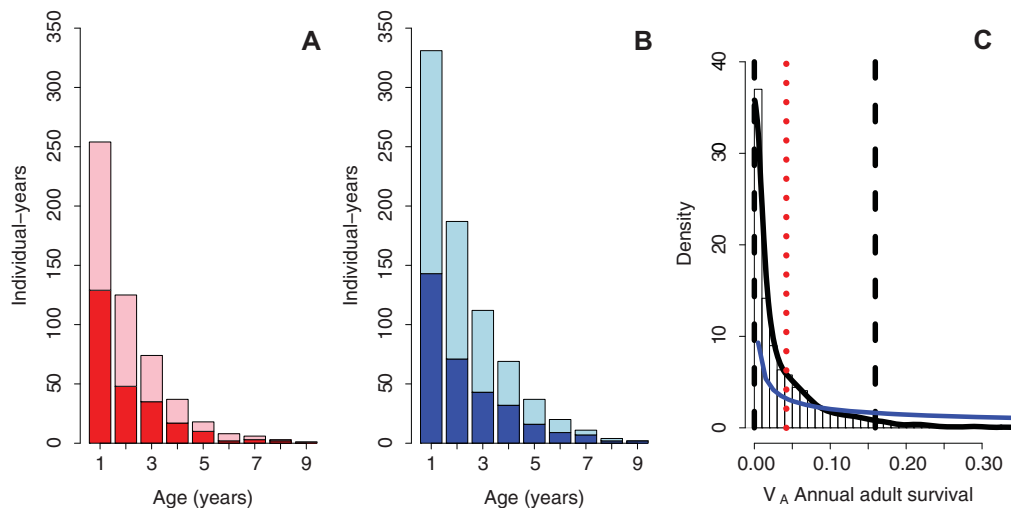 A
Individual−years
0 50 100 150 200 250 300 350
1 3 5 7 9
Age (years)
B
Individual−years
0 50 100 150 200 250 300 350
1 3 5 7 9
Age (years)
C
Density
0 10 20 30 40
0.00 0.10 0.20 0.30
V A Annual adult survival